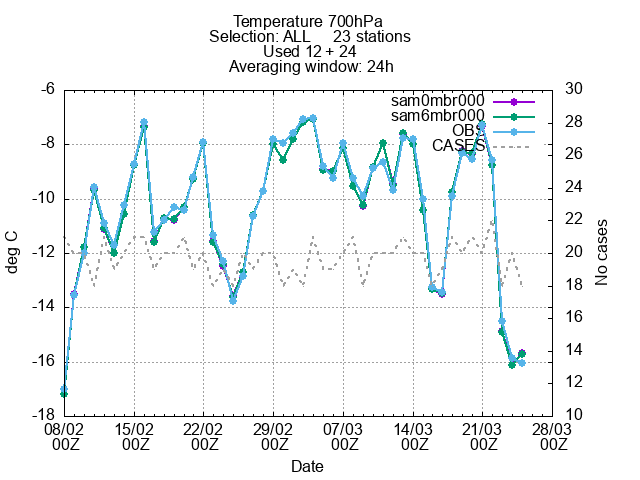 Temperature 700hPa
Selection: ALL 23 stations
Used 12 + 24
Averaging window: 24h
sam0mbr000
sam6mbr000
OBS
CASES
-6
-8
-10
-12
-14
-16
-18
deg C
30
28
26
24
22
20
18
16
14
12
10
No cases
08/02 15/02 22/02 29/02 07/03 14/03 21/03 28/03
00Z 00Z 00Z 00Z 00Z 00Z 00Z 00Z
Date